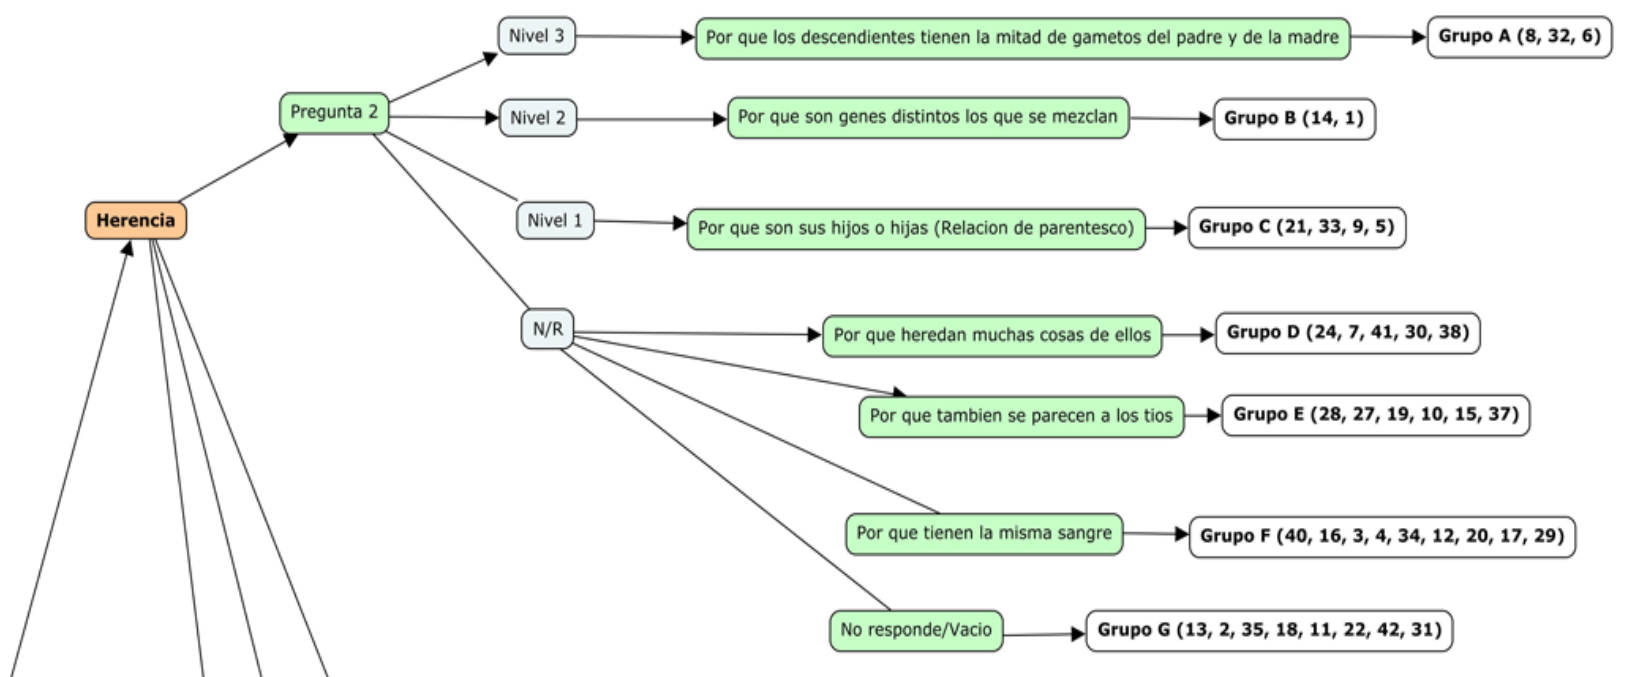 Nivel 3
Por que los descendientes tienen la mitad de gametos del padre y de la madre
Grupo A (8, 32, 6)
Pregunta 2
Nivel 2
Por que son genes distintos los que se mezclan
Grupo B (14, 1)
Herencia
Nivel 1
Por que son sus hijos o hijas (Relacion de parentesco)
Grupo C (21, 33, 9, 5)
N/R
Por que heredan muchas cosas de ellos
Grupo D (24, 7, 41, 30, 38)
Por que tambien se parecen a los tios
Grupo E (28, 27, 19, 10, 15, 37)
Por que tienen la misma sangre
Grupo F (40, 16, 3, 4, 34, 12, 20, 17, 29)
No responde/Vacio
Grupo G (13, 2, 35, 18, 11, 22, 42, 31)